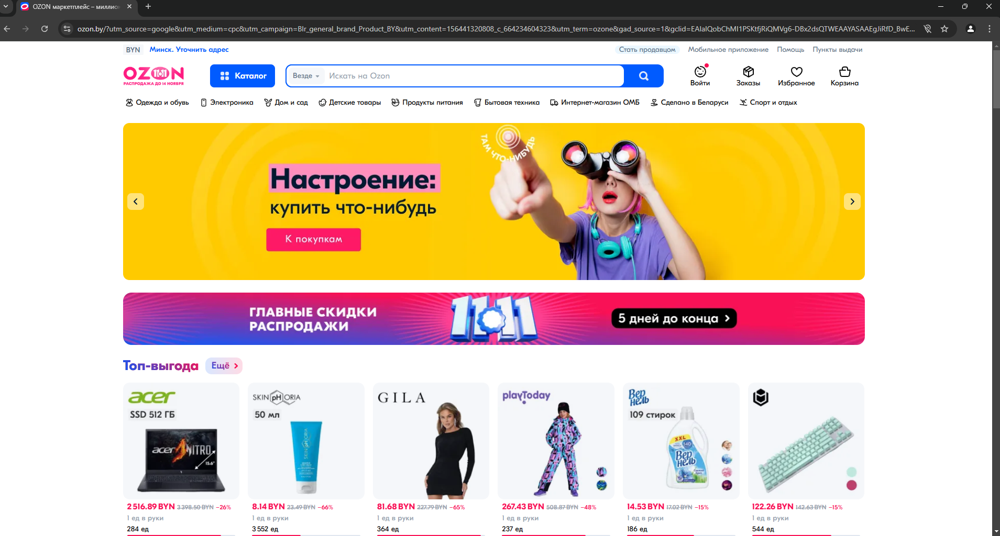 OZON маркетплейс – миллион
ozon.by/?utm_source=google&utm_medium=cpc&utm_campaign=Blr_general_brand_Product_BY&utm_content=156441320808_c_664234604323&utm_term=ozone&gad_source=1&gclid=EAIaIQobChMI1PSKtfjRiQMVg6-DBx2dsQTWEAAYASAAEgJiRfD_BwE...
BYN Минск. Уточнить адрес Стать продавцом Мобильное приложение Помощь Пункты выдачи
OZON
РАСПРОДАЖА ДО 14 НОЯБРЯ
Каталог Везде Искать на Ozon
Войти Заказы Избранное Корзина
Одежда и обувь Электроника Дом и сад Детские товары Продукты питания Бытовая техника Интернет-магазин ОМБ Сделано в Беларуси Спорт и отдых
ТАМ ЧТО-НИБУДЬ
Настроение:
купить что-нибудь
К покупкам
ГЛАВНЫЕ СКИДКИ
РАСПРОДАЖИ
11.11
5 дней до конца
Топ-выгода Ещё
acer
SSD 512 ГБ
acer NITRO
15.6"
2 516.89 BYN 3 398.50 BYN −26%
1 ед в руки
284 ед
SKIN pH ORIA
50 мл
SKIN pH ORIA
8.14 BYN 23.49 BYN −66%
1 ед в руки
3 552 ед
GILA
81.68 BYN 227.79 BYN −65%
1 ед в руки
364 ед
playToday
267.43 BYN 508.87 BYN −48%
1 ед в руки
237 ед
Вернель
109 стирок
XXL
140
Вернель
14.53 BYN 17.02 BYN −15%
1 ед в руки
186 ед
122.26 BYN 142.63 BYN −15%
1 ед в руки
544 ед